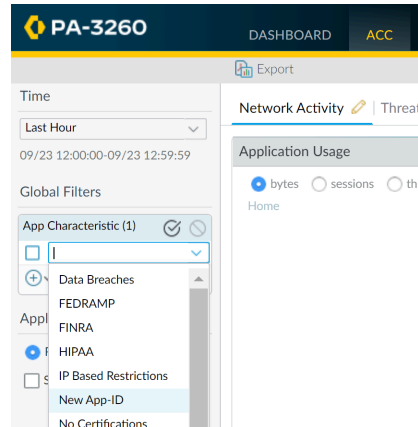 PA-3260
DASHBOARD
ACC
Export
Time
Last Hour
09/23 12:00:00-09/23 12:59:59
Global Filters
App Characteristic (1)
Data Breaches
FEDRAMP
FINRA
HIPAA
IP Based Restrictions
New App-ID
No Certifications
Appl
Network Activity
Threat
Application Usage
bytes
sessions
th
Home